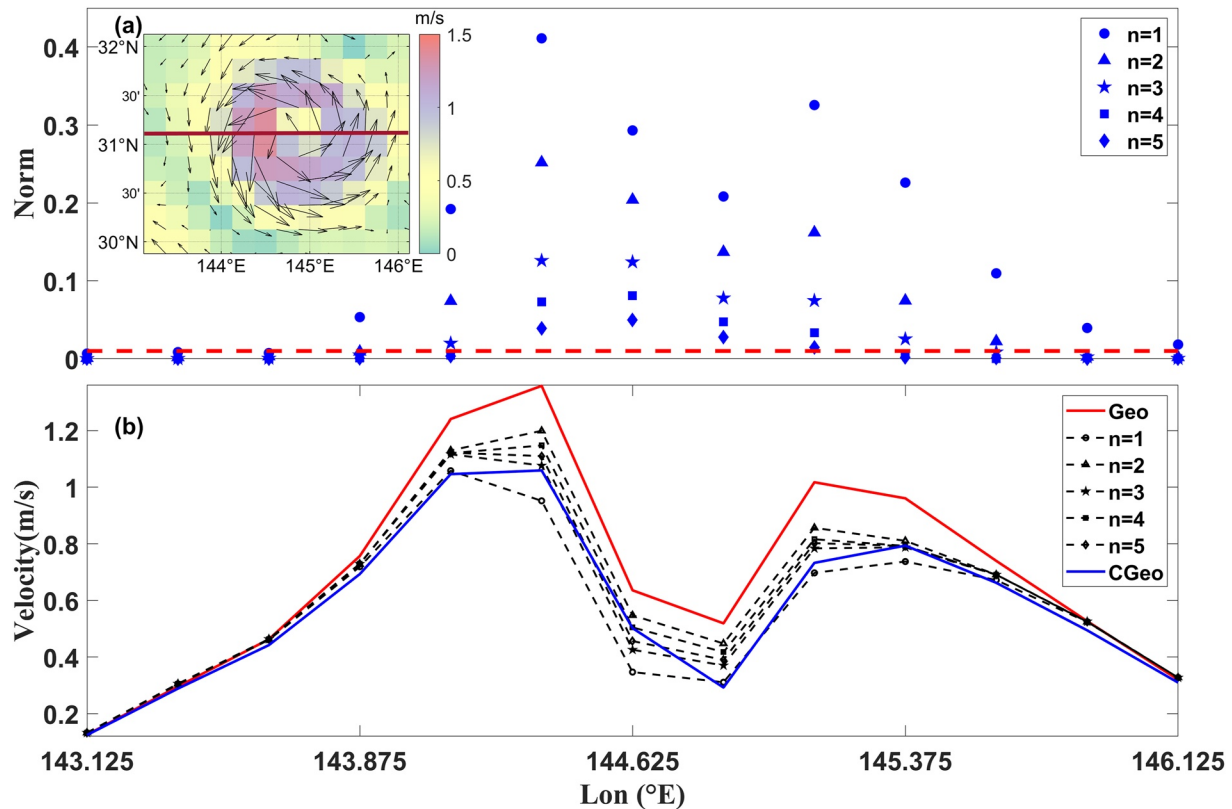 (a)
m/s
1.5
1
0.5
0
32°N
30'
31°N
30'
30°N
144°E
145°E
146°E
0.4
0.3
0.2
0.1
0
Norm
n=1
n=2
n=3
n=4
n=5
(b)
1.2
1
0.8
0.6
0.4
0.2
Velocity(m/s)
Geo
n=1
n=2
n=3
n=4
n=5
CGeo
143.125
143.875
144.625
145.375
146.125
Lon (°E)